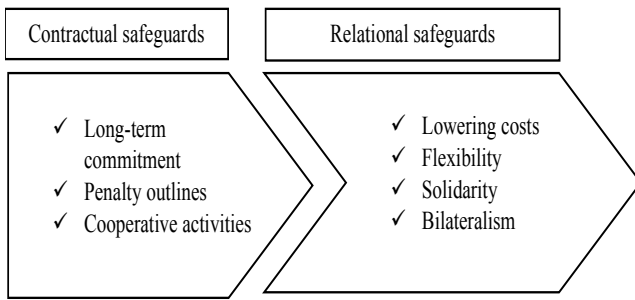 Contractual safeguards
Relational safeguards
✓ Long-term
commitment
✓ Penalty outlines
✓ Cooperative activities
✓ Lowering costs
✓ Flexibility
✓ Solidarity
✓ Bilateralism